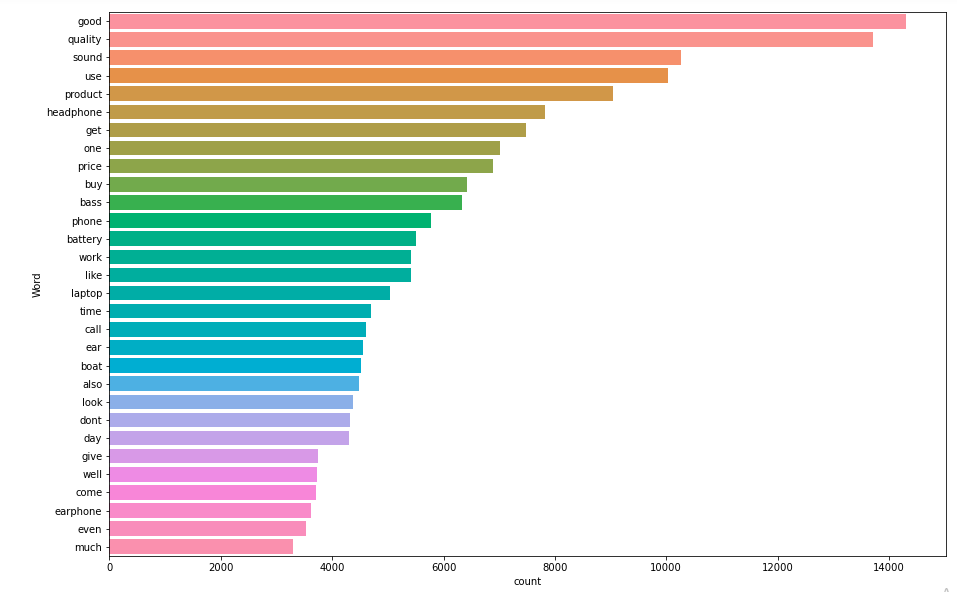 good
quality
sound
use
product
headphone
get
one
price
buy
bass
phone
battery
work
like
laptop
time
call
ear
boat
also
look
dont
day
give
well
come
earphone
even
much
Word
0 2000 4000 6000 8000 10000 12000 14000
count